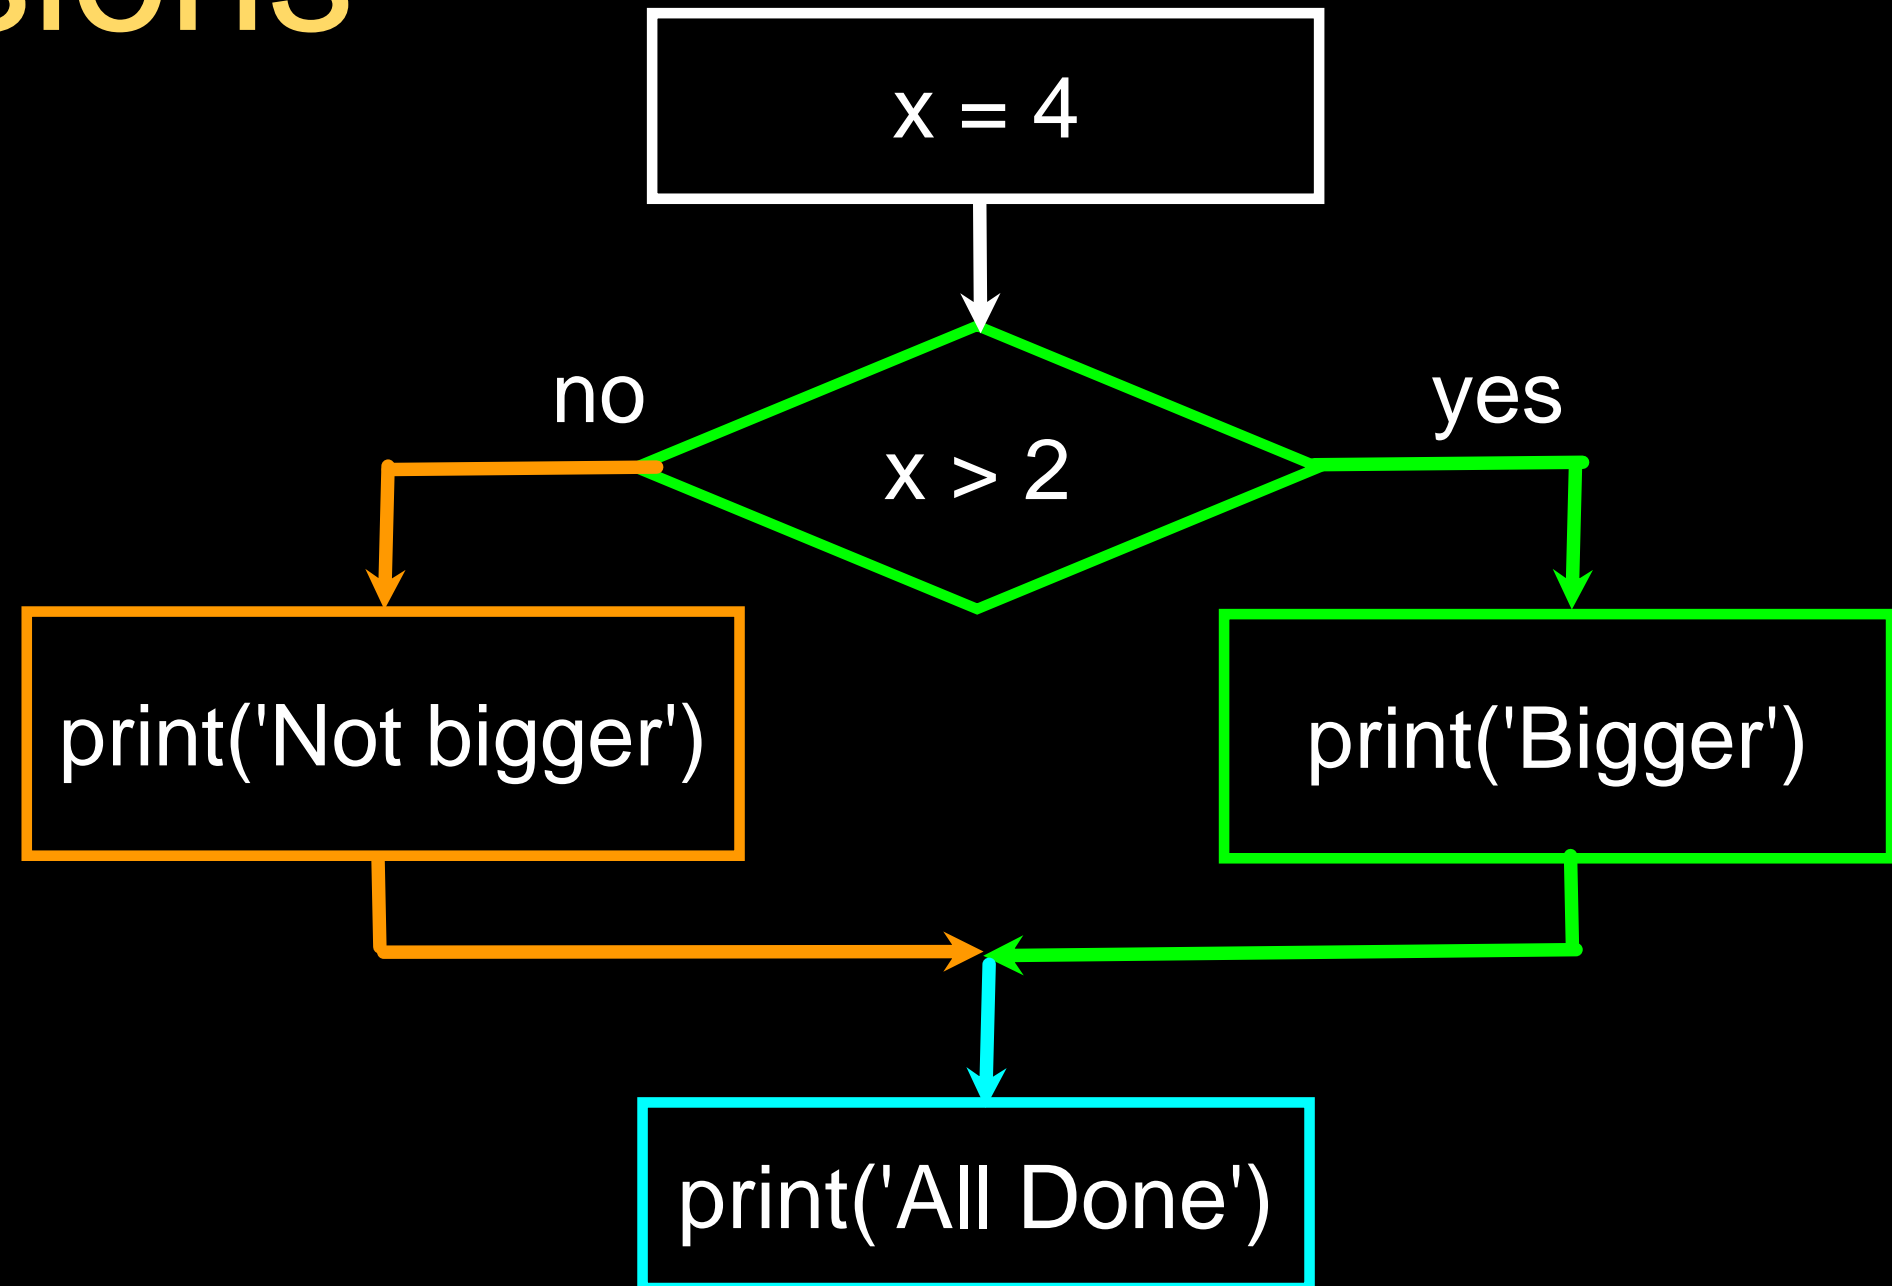 x = 4
no
yes
x > 2
print('Not bigger')
print('Bigger')
print('All Done')